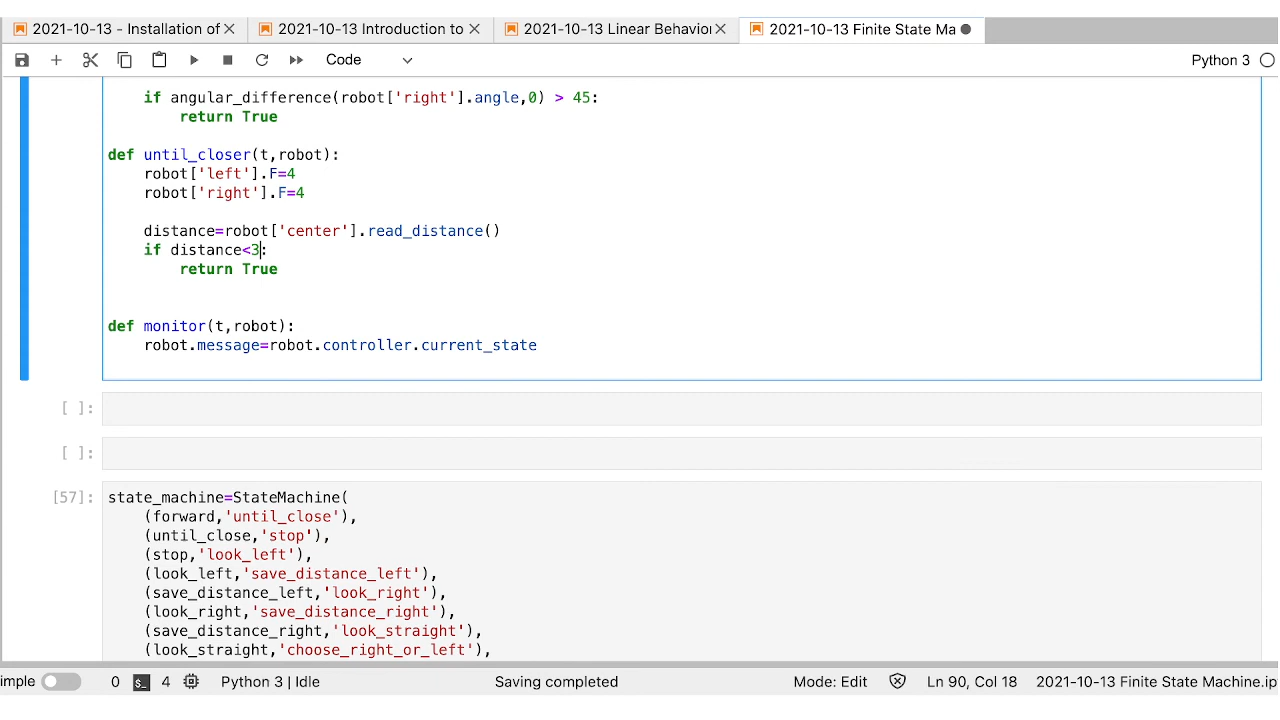 2021-10-13 - Installation of
2021-10-13 Introduction to
2021-10-13 Linear Behavior
2021-10-13 Finite State Ma
Code
Python 3
if angular_difference(robot['right'].angle,0) > 45:
return True
def until_closer(t,robot):
robot['left'].F=4
robot['right'].F=4
distance=robot['center'].read_distance()
if distance<3:
return True
def monitor(t,robot):
robot.message=robot.controller.current_state
[ ]:
[ ]:
[57]:
state_machine=StateMachine(
(forward,'until_close'),
(until_close,'stop'),
(stop,'look_left'),
(look_left,'save_distance_left'),
(save_distance_left,'look_right'),
(look_right,'save_distance_right'),
(save_distance_right,'look_straight'),
(look_straight,'choose_right_or_left'),
imple
0
$_
4
Python 3 | Idle
Saving completed
Mode: Edit
Ln 90, Col 18
2021-10-13 Finite State Machine.ip